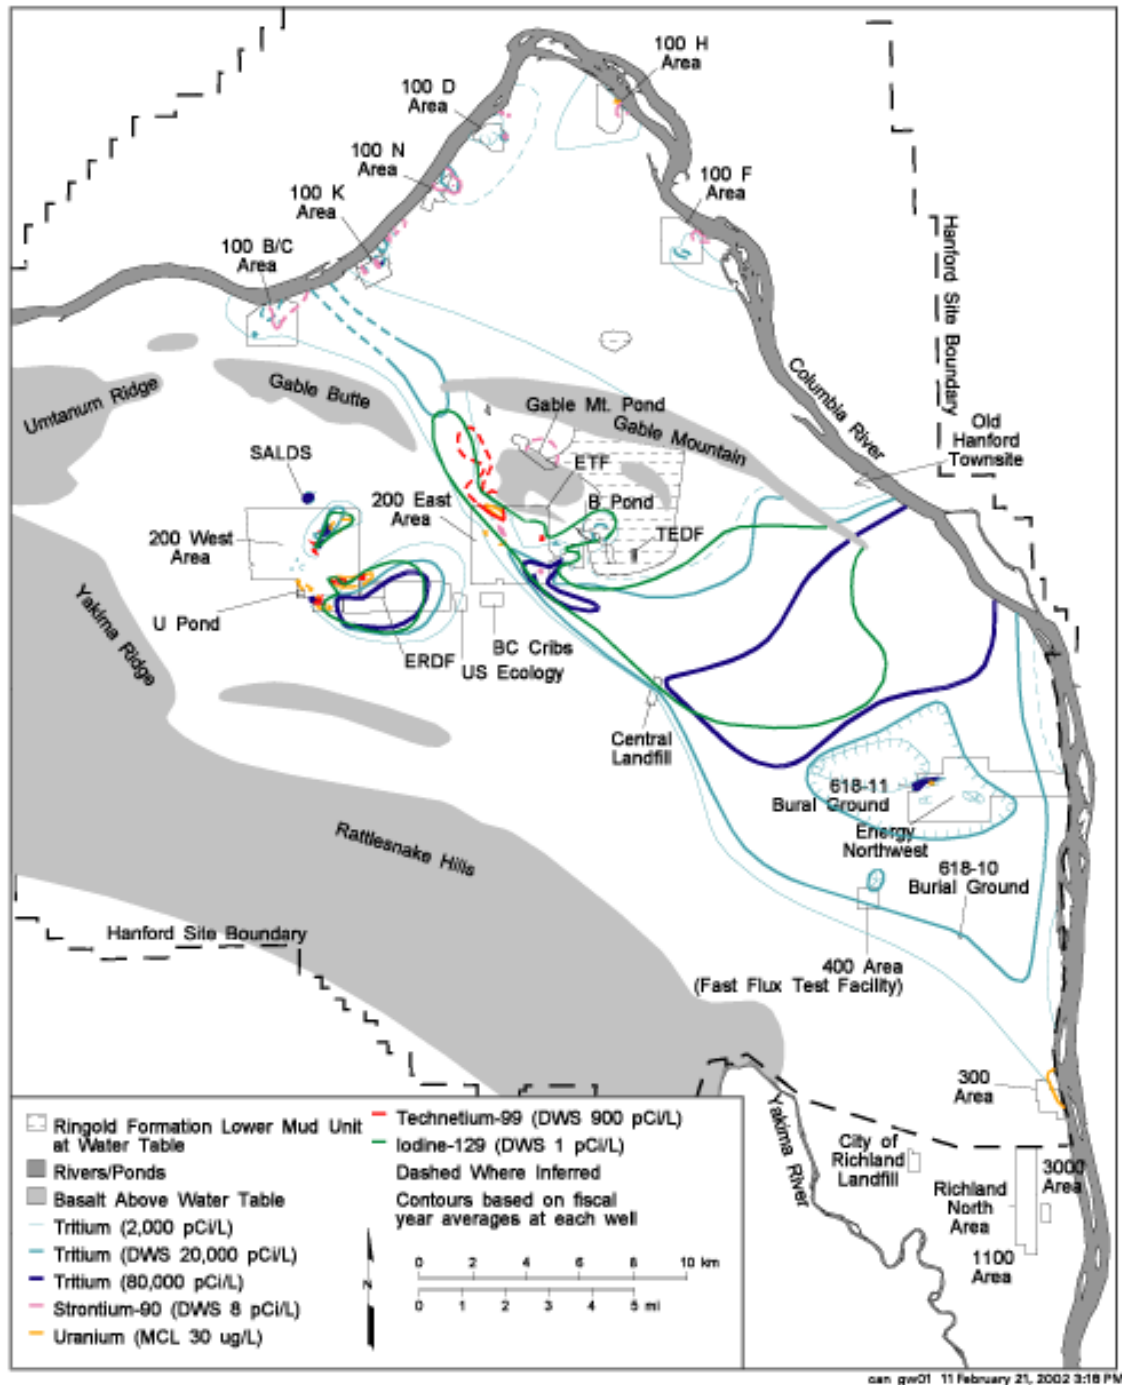 100 H
Area
100 D
Area
100 N
Area
100 F
Area
100 K
Area
100 B/C
Area
Hanford Site Boundary
Columbia River
Umtanum Ridge
Gable Butte
Gable Mt. Pond
Gable Mountain
Old
Hanford
Townsite
SALDS
ETF
200 East
Area
B Pond
200 West
Area
TEDF
U Pond
Yakima Ridge
BC Cribs
ERDF
US Ecology
Central
Landfill
618-11
Bural Ground
Energy
Northwest
Rattlesnake Hills
618-10
Burial Ground
Hanford Site Boundary
400 Area
(Fast Flux Test Facility)
300
Area
Yakima River
City of
Richland
Landfill
3000
Area
Richland
North
Area
1100
Area
Ringold Formation Lower Mud Unit
at Water Table
Rivers/Ponds
Basalt Above Water Table
Tritium (2,000 pCi/L)
Tritium (DWS 20,000 pCi/L)
Tritium (80,000 pCi/L)
Strontium-90 (DWS 8 pCi/L)
Uranium (MCL 30 ug/L)
Technetium-99 (DWS 900 pCi/L)
Iodine-129 (DWS 1 pCi/L)
Dashed Where Inferred
Contours based on fiscal
year averages at each well
N
0 2 4 6 8 10 km
0 1 2 3 4 5 mi
can_gw01_11 February 21, 2002 3:18 PM